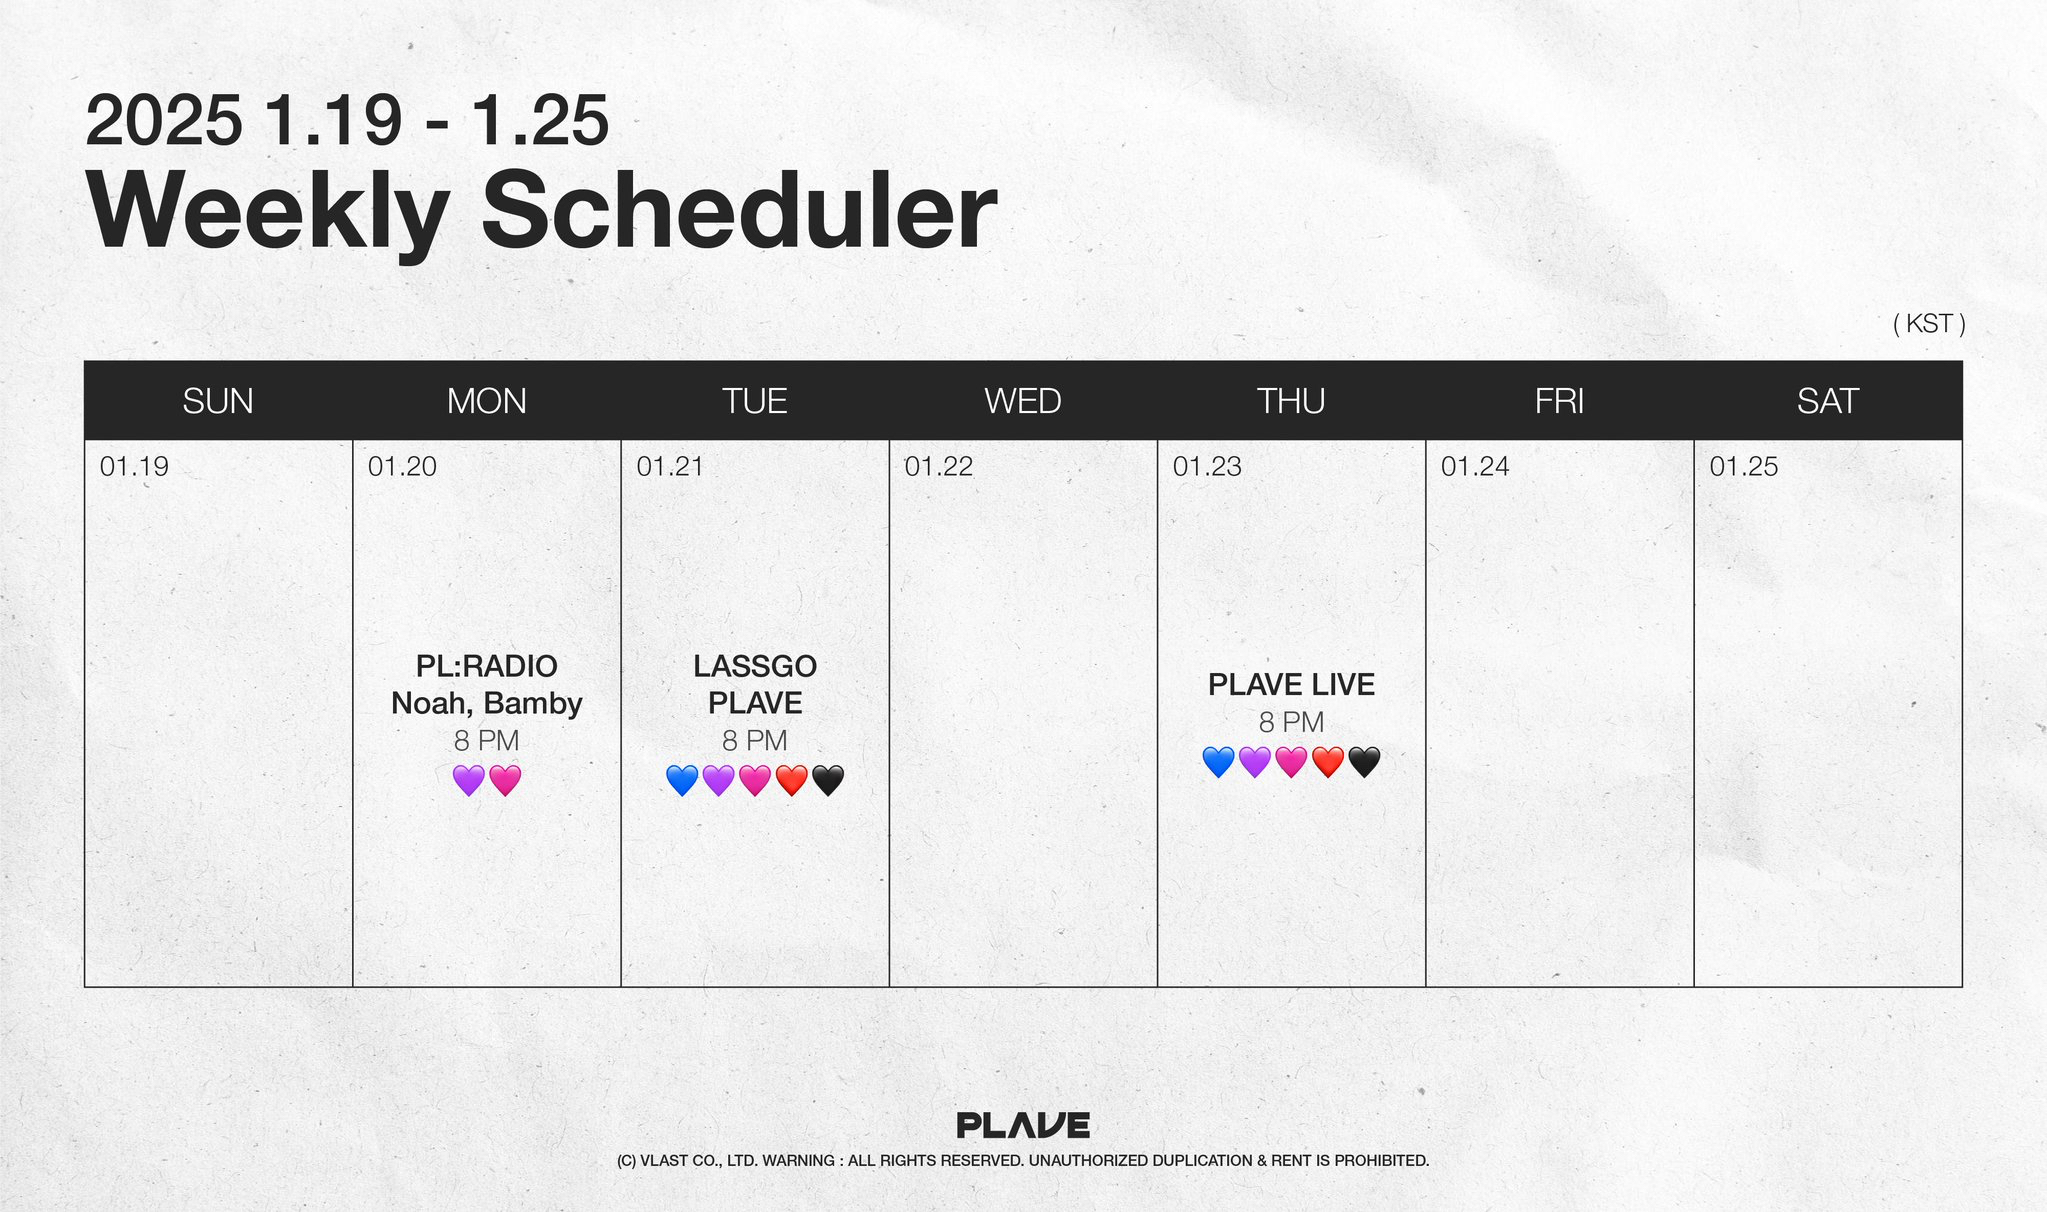 2025 1.19 - 1.25
Weekly Scheduler
( KST )
SUN MON TUE WED THU FRI SAT
01.19 01.20 01.21 01.22 01.23 01.24 01.25
PL:RADIO
Noah, Bamby
8 PM
💜🩷
LASSGO
PLAVE
8 PM
💙💜🩷❤️🖤
PLAVE LIVE
8 PM
💙💜🩷❤️🖤
PLAVE
(C) VLAST CO., LTD. WARNING : ALL RIGHTS RESERVED. UNAUTHORIZED DUPLICATION & RENT IS PROHIBITED.